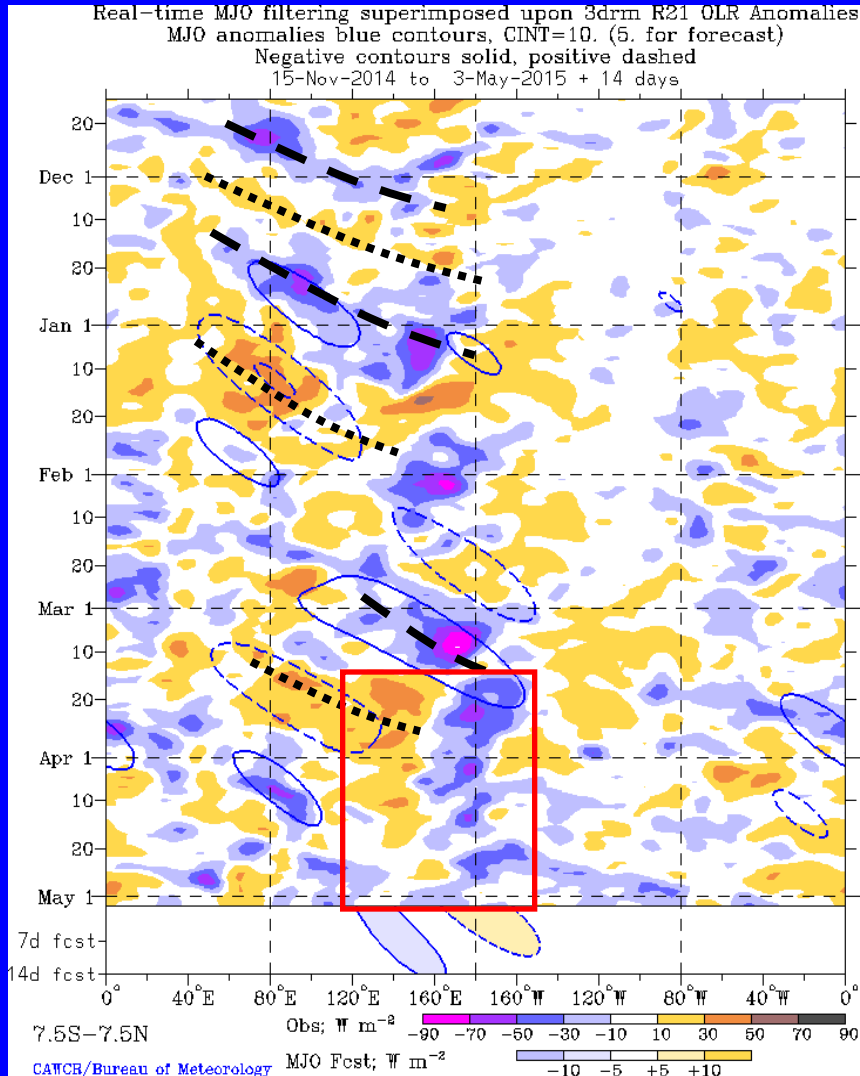 Real-time MJO filtering superimposed upon 3drm R21 OLR Anomalies
MJO anomalies blue contours, CINT=10. (5. for forecast)
Negative contours solid, positive dashed
15-Nov-2014 to 3-May-2015 + 14 days
20
Dec 1
10
20
Jan 1
10
20
Feb 1
10
20
Mar 1
10
20
Apr 1
10
20
May 1
7d fcst
14d fcst
0° 40°E 80°E 120°E 160°E 160°W 120°W 80°W 40°W 0°
7.5S-7.5N
Obs; W m⁻²
-90 -70 -50 -30 -10 10 30 50 70 90
CAWCR/Bureau of Meteorology
MJO Fcst; W m⁻²
-10 -5 +5 +10